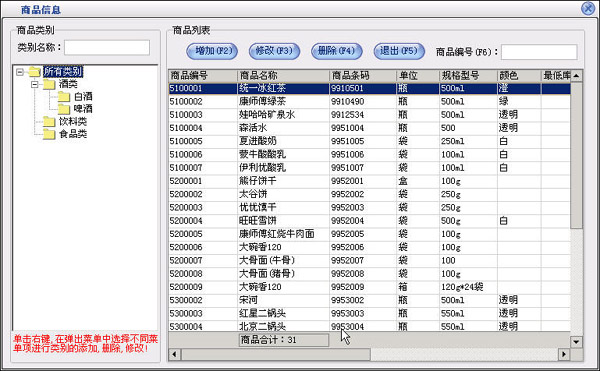 商品信息
商品类别
类别名称:
所有类别
酒类
白酒
啤酒
饮料类
食品类
单击右键,在弹出菜单中选择不同菜
单项进行类别的添加,删除,修改!
商品列表
增加(F2) 修改(F3) 删除(F4) 退出(F5) 商品编号(F6):
商品编号 商品名称 商品条码 单位 规格型号 颜色 最低库
5100001 统一冰红茶 9910501 瓶 500ml 澄
5100002 康师傅绿茶 9910490 瓶 500ml 绿
5100003 娃哈哈矿泉水 9912534 瓶 500ml 透明
5100004 森活水 9951004 瓶 500 透明
5100005 夏进酸奶 9951005 袋 250ml 白
5100006 蒙牛酸酸乳 9951006 袋 100ml 白
5100007 伊利优酸乳 9951007 袋 100ml 白
5200001 熊仔饼干 9952001 盒 100g
5200002 太谷饼 9952002 袋 250g
5200003 优优馍干 9952003 袋 250g
5200004 旺旺雪饼 9952004 袋 500g 白
5200005 康师傅红烧牛肉面 9952005 袋 100g
5200006 大碗香120 9952006 袋 100g
5200007 大骨面(牛骨) 9952007 袋 100
5200008 大骨面(猪骨) 9952008 袋 100g
5200009 大碗香120 9952009 箱 120g*24袋
5300002 宋河 9953002 瓶 500ml 透明
5300003 红星二锅头 9953003 瓶 550ml 透明
5300004 北京二锅头 9953004 瓶 550ml 透明
商品合计:31